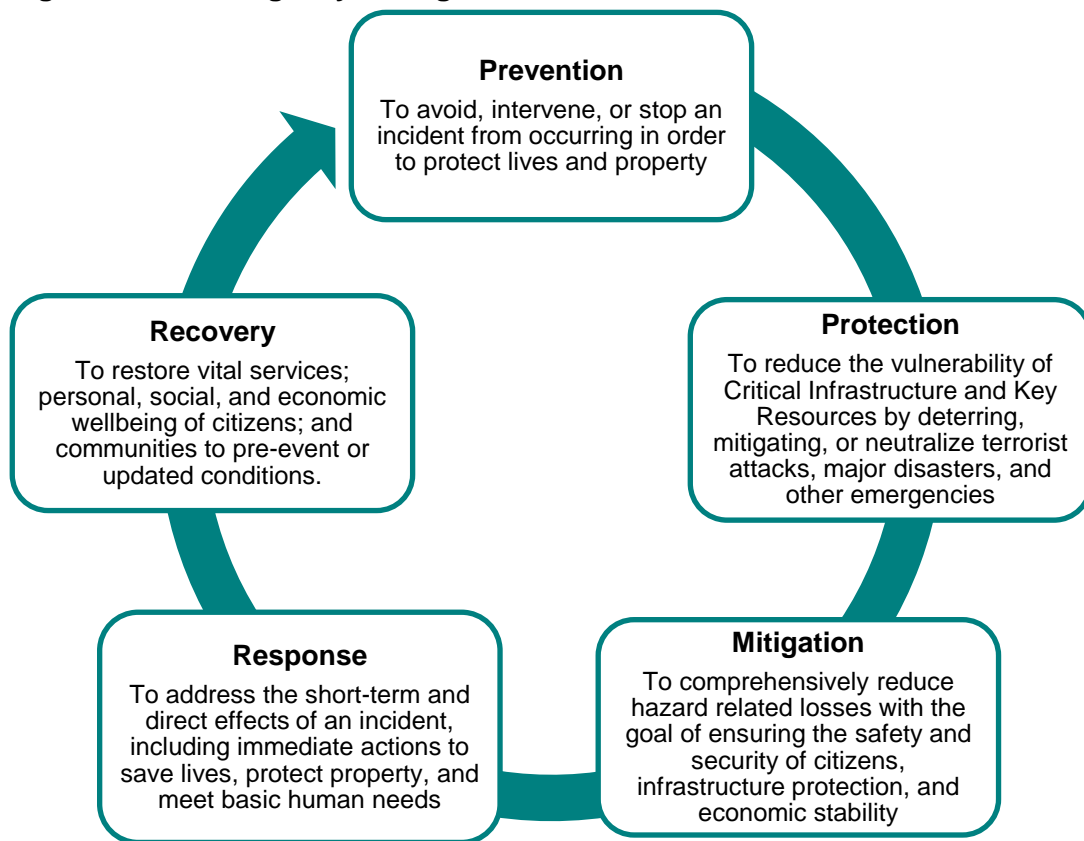 Prevention
To avoid, intervene, or stop an
incident from occurring in order
to protect lives and property
Protection
To reduce the vulnerability of
Critical Infrastructure and Key
Resources by deterring,
mitigating, or neutralize terrorist
attacks, major disasters, and
other emergencies
Mitigation
To comprehensively reduce
hazard related losses with the
goal of ensuring the safety and
security of citizens,
infrastructure protection, and
economic stability
Response
To address the short-term and
direct effects of an incident,
including immediate actions to
save lives, protect property, and
meet basic human needs
Recovery
To restore vital services;
personal, social, and economic
wellbeing of citizens; and
communities to pre-event or
updated conditions.